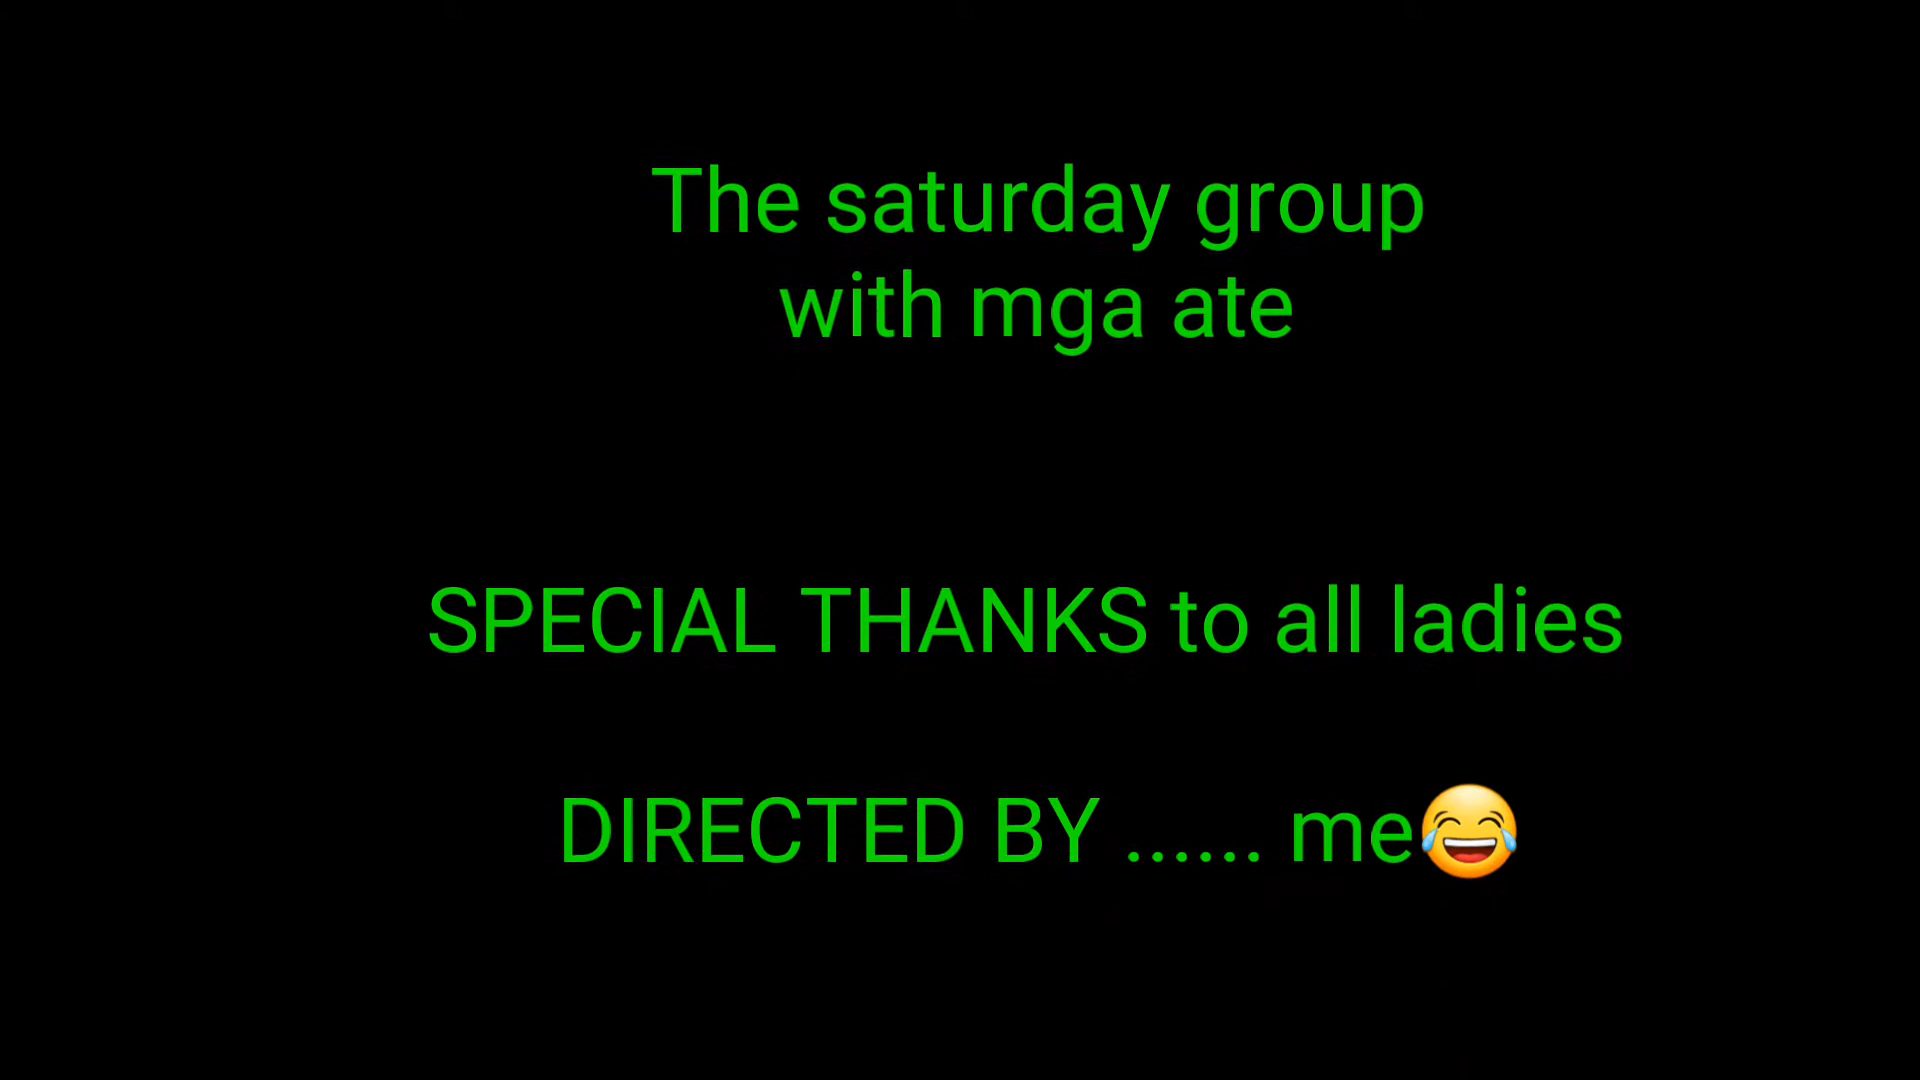 The saturday group
with mga ate
SPECIAL THANKS to all ladies
DIRECTED BY ...... me😂